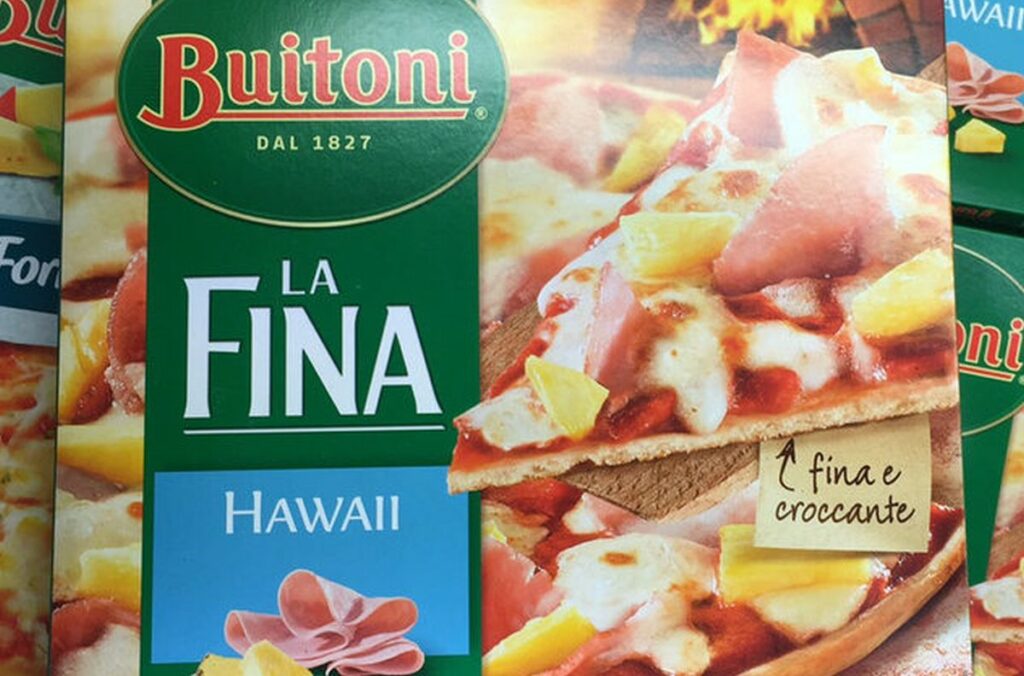 Buitoni®
DAL 1827
LA
FINA
HAWAII
fina e
croccante